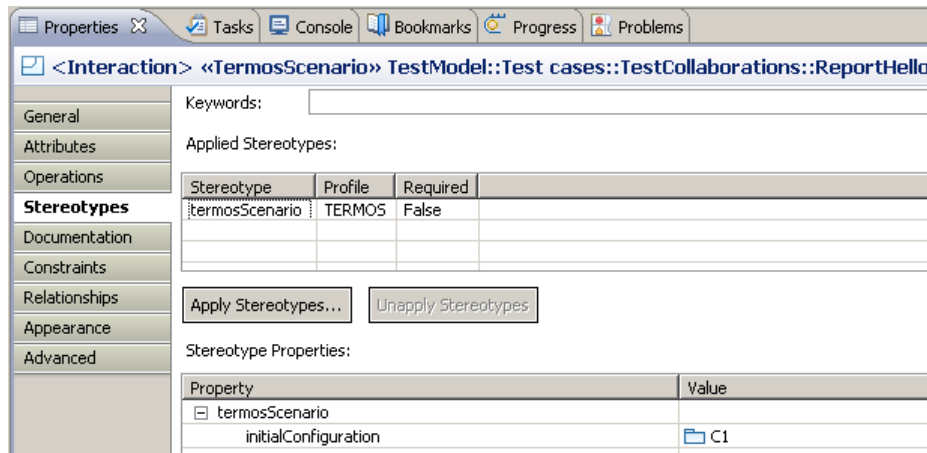 Properties Tasks Console Bookmarks Progress Problems
<Interaction> «TermosScenario» TestModel::Test cases::TestCollaborations::ReportHello
General
Attributes
Operations
Stereotypes
Documentation
Constraints
Relationships
Appearance
Advanced
Keywords:
Applied Stereotypes:
Stereotype Profile Required
termosScenario TERMOS False
Apply Stereotypes... Unapply Stereotypes
Stereotype Properties:
Property Value
termosScenario
initialConfiguration C1